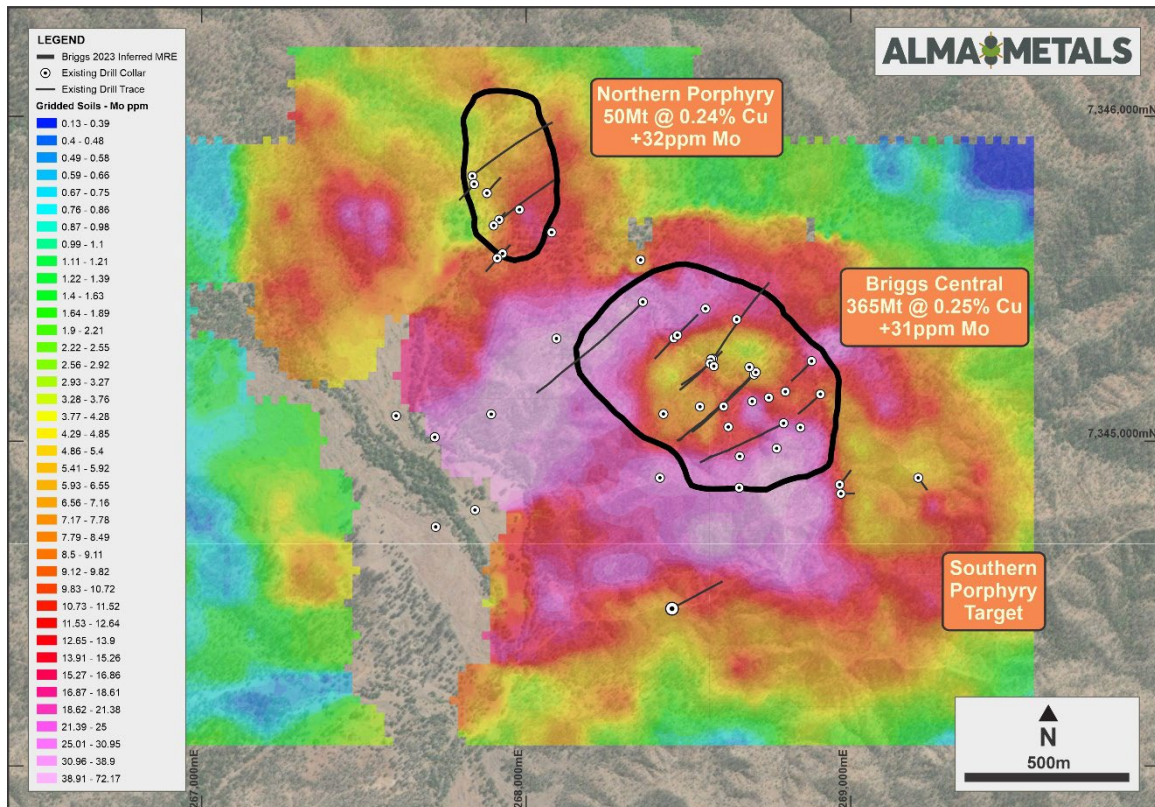 LEGEND
Briggs 2023 Inferred MRE
Existing Drill Collar
Existing Drill Trace
Gridded Soils - Mo ppm
0.13 - 0.39
0.4 - 0.48
0.49 - 0.58
0.59 - 0.66
0.67 - 0.75
0.76 - 0.86
0.87 - 0.98
0.99 - 1.1
1.11 - 1.21
1.22 - 1.39
1.4 - 1.63
1.64 - 1.89
1.9 - 2.21
2.22 - 2.55
2.56 - 2.92
2.93 - 3.27
3.28 - 3.76
3.77 - 4.28
4.29 - 4.85
4.86 - 5.4
5.41 - 5.92
5.93 - 6.55
6.56 - 7.16
7.17 - 7.78
7.79 - 8.49
8.5 - 9.11
9.12 - 9.82
9.83 - 10.72
10.73 - 11.52
11.53 - 12.64
12.65 - 13.9
13.91 - 15.26
15.27 - 16.86
16.87 - 18.61
18.62 - 21.38
21.39 - 25
25.01 - 30.95
30.96 - 38.9
38.91 - 72.17
ALMA METALS
Northern Porphyry
50Mt @ 0.24% Cu
+32ppm Mo
7,346,000mN
Briggs Central
365Mt @ 0.25% Cu
+31ppm Mo
7,345,000mN
Southern
Porphyry
Target
267,000mE
268,000mE
269,000mE
N
500m